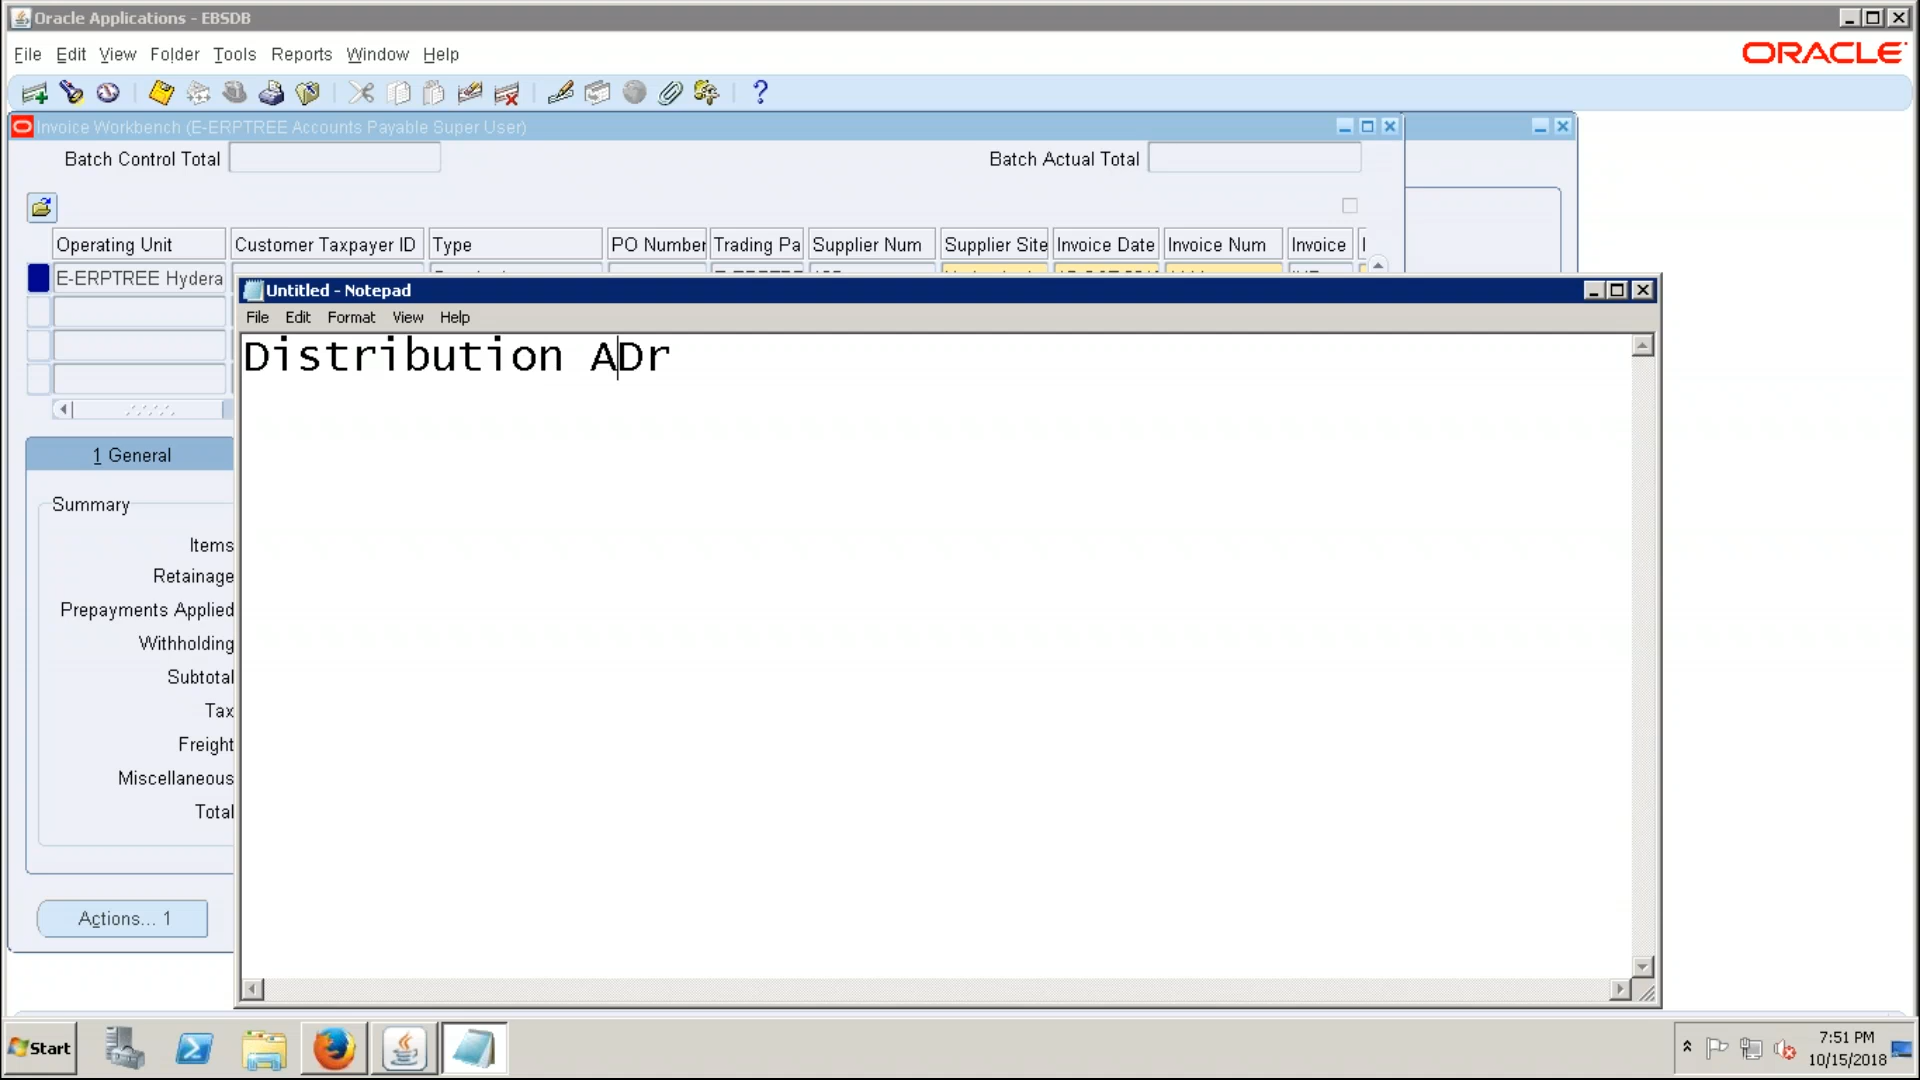 Oracle Applications - EBSDB
File Edit View Folder Tools Reports Window Help
ORACLE
Invoice Workbench (E-ERPTREE Accounts Payable Super User)
Batch Control Total
Batch Actual Total
Operating Unit Customer Taxpayer ID Type PO Number Trading Pa Supplier Num Supplier Site Invoice Date Invoice Num Invoice
E-ERPTREE Hydera
Untitled - Notepad
File Edit Format View Help
Distribution ADr
1 General
Summary
Items
Retainage
Prepayments Applied
Withholding
Subtotal
Tax
Freight
Miscellaneous
Total
Actions... 1
Start
7:51 PM
10/15/2018